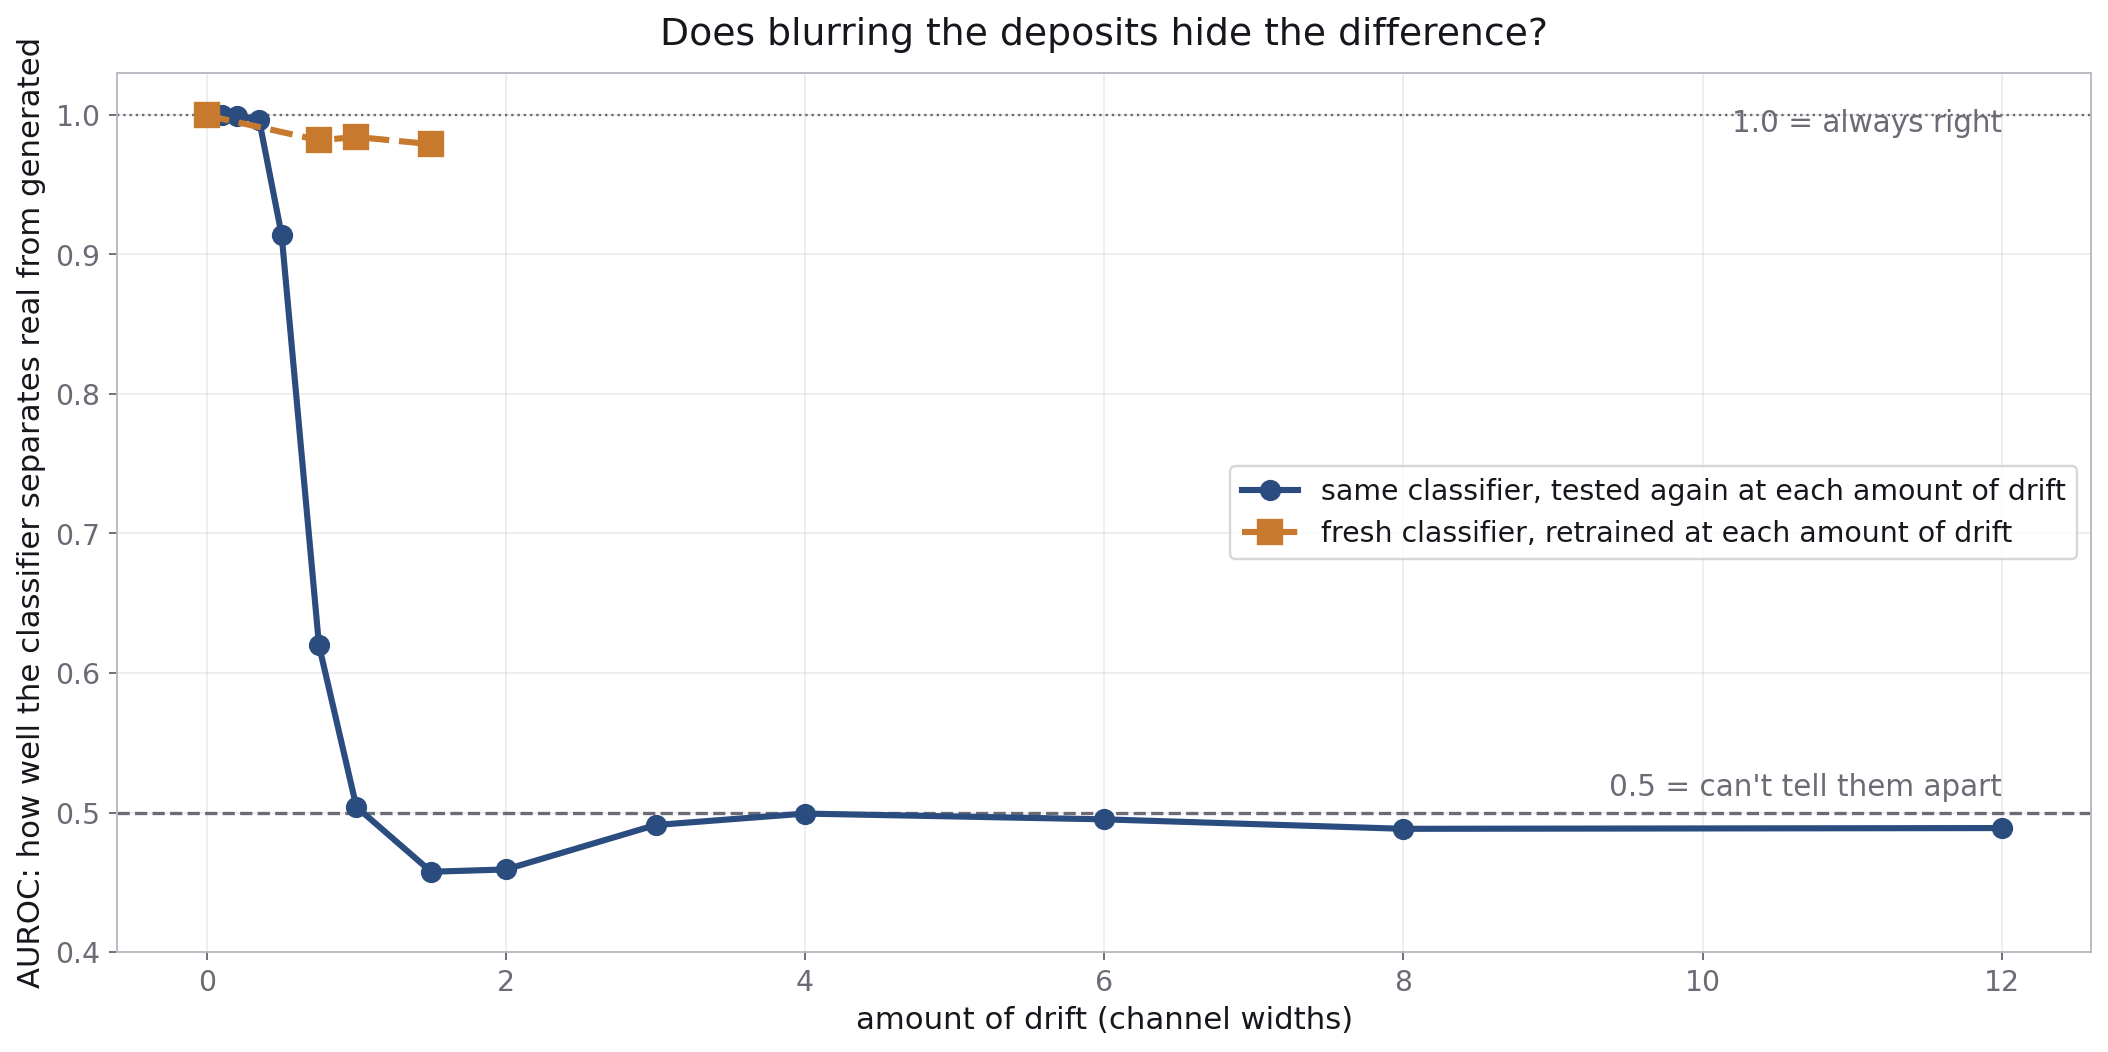 Does blurring the deposits hide the difference?
AUROC: how well the classifier separates real from generated
1.0
0.9
0.8
0.7
0.6
0.5
0.4
1.0 = always right
same classifier, tested again at each amount of drift
fresh classifier, retrained at each amount of drift
0.5 = can't tell them apart
0 2 4 6 8 10 12
amount of drift (channel widths)